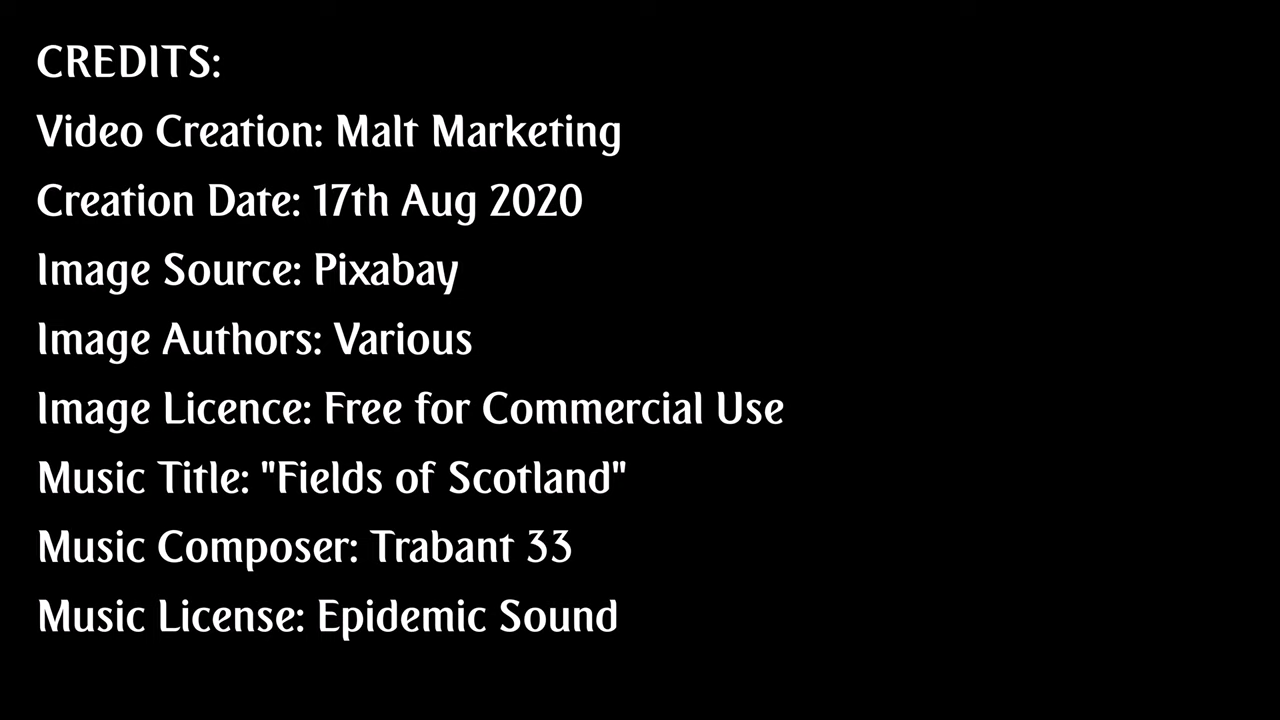 CREDITS:
Video Creation: Malt Marketing
Creation Date: 17th Aug 2020
Image Source: Pixabay
Image Authors: Various
Image Licence: Free for Commercial Use
Music Title: "Fields of Scotland"
Music Composer: Trabant 33
Music License: Epidemic Sound